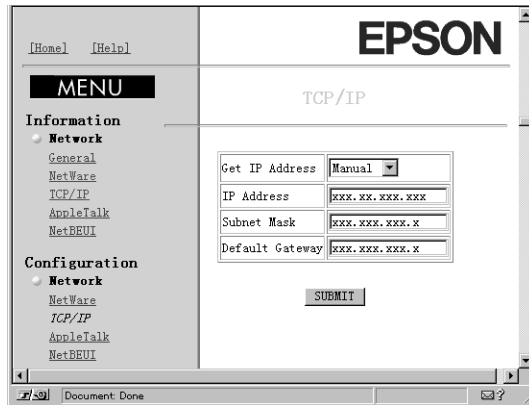 [Home] [Help]
EPSON
MENU
TCP/IP
Information
Network
General
NetWare
TCP/IP
AppleTalk
NetBEUI
Configuration
Network
NetWare
TCP/IP
AppleTalk
NetBEUI
Get IP Address Manual
IP Address xxx.xx.xxx.xxx
Subnet Mask xxx.xxx.xxx.x
Default Gateway xxx.xxx.xxx.x
SUBMIT
Document: Done